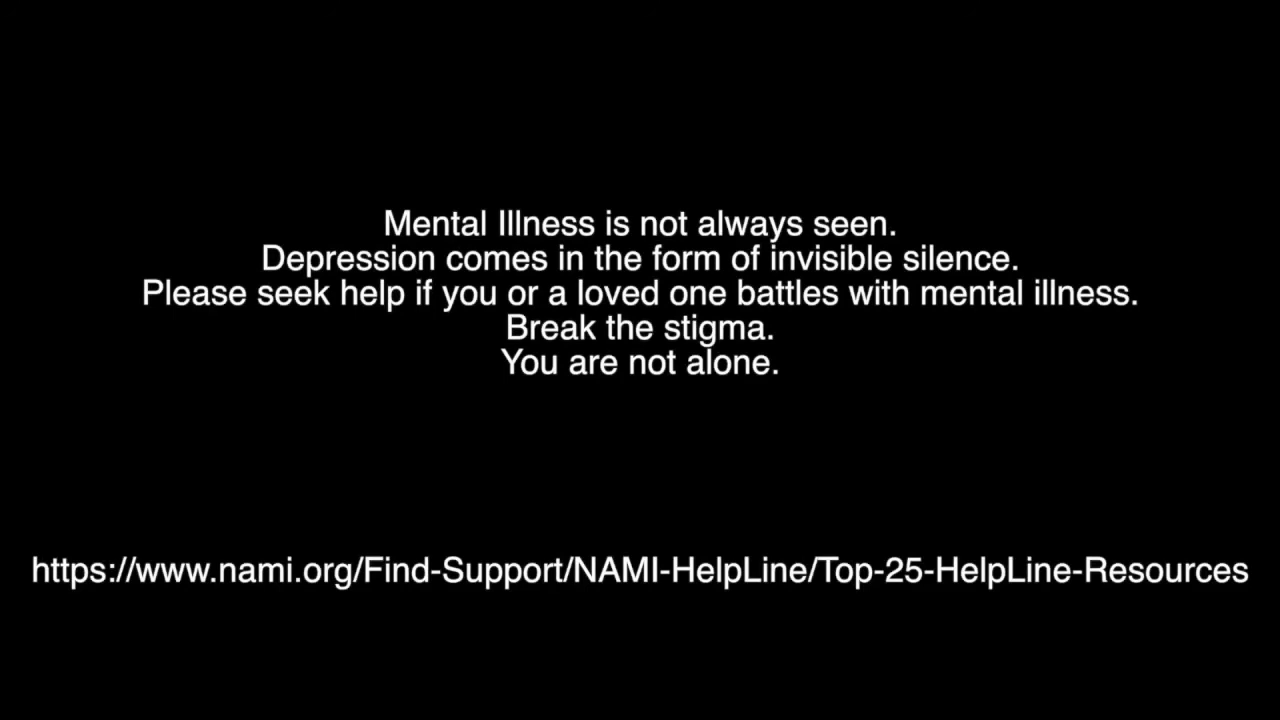 Mental Illness is not always seen.
Depression comes in the form of invisible silence.
Please seek help if you or a loved one battles with mental illness.
Break the stigma.
You are not alone.
https://www.nami.org/Find-Support/NAMI-HelpLine/Top-25-HelpLine-Resources